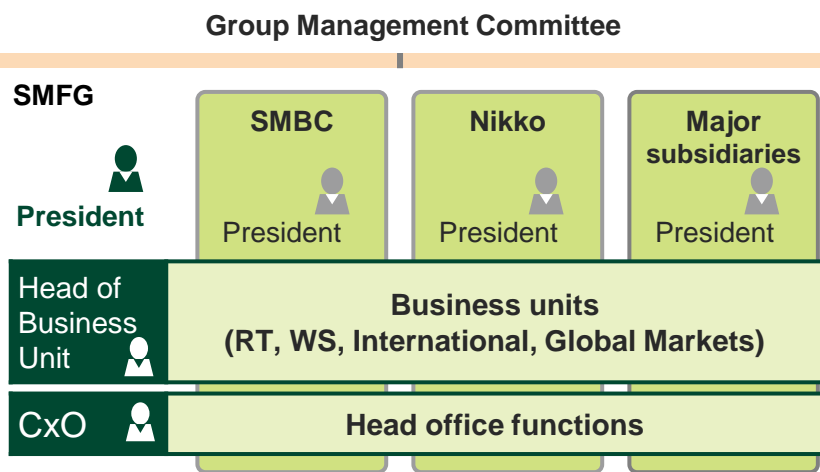 Group Management Committee
SMFG
SMBC
Nikko
Major
subsidiaries
President
President
President
President
Head of
Business
Unit
Business units
(RT, WS, International, Global Markets)
CxO
Head office functions